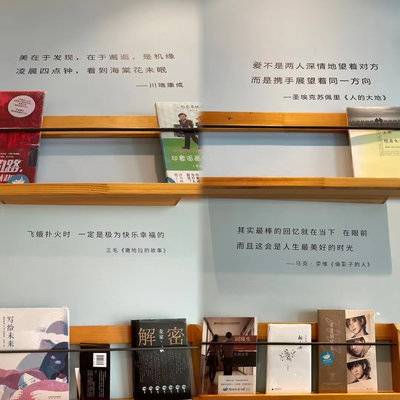 美在于发现，在于邂逅，是机缘
凌晨四点钟，看到海棠花未眠
——川端康成
爱不是两人深情地望着对方
而是携手展望着同一方向
——圣埃克苏佩里《人的大地》
飞蛾扑火时 一定是极为快乐幸福的
三毛《撒哈拉的故事》
其实最棒的回忆就在当下 在眼前
而且这会是人生最美好的时光
——马克·李维《偷影子的人》
写给未来
解密